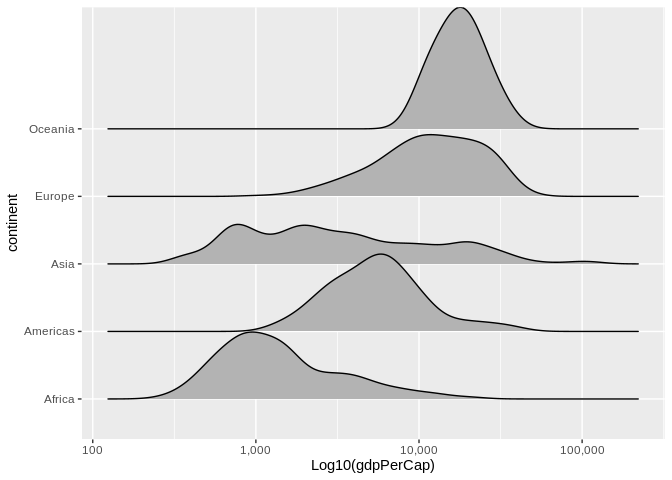 continent
Oceania
Europe
Asia
Americas
Africa
100 1,000 10,000 100,000
Log10(gdpPerCap)